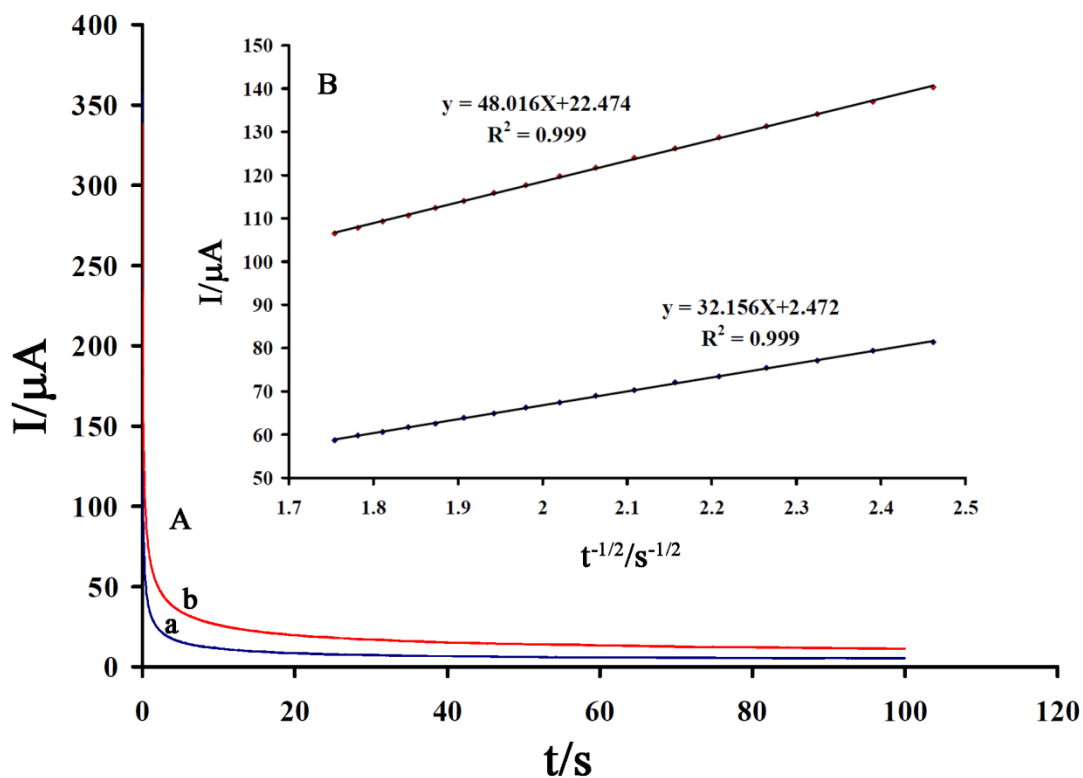 400
350
300
250
200
150
100
50
0
I/μA
A
b
a
0 20 40 60 80 100 120
t/s
B
150
140
130
120
110
100
90
80
70
60
50
I/μA
y = 48.016X+22.474
R² = 0.999
y = 32.156X+2.472
R² = 0.999
1.7 1.8 1.9 2 2.1 2.2 2.3 2.4 2.5
t⁻¹/²/s⁻¹/²